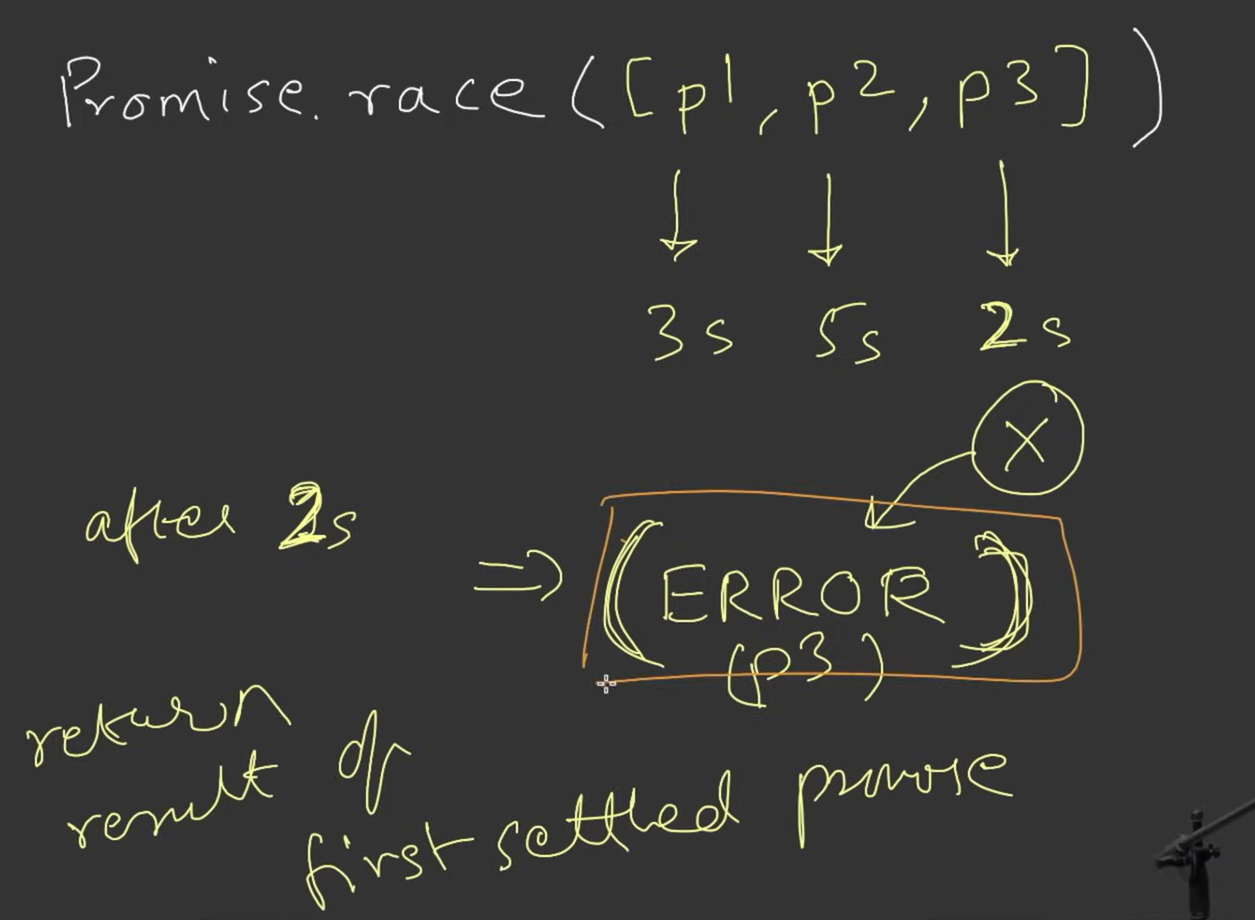 Promise.race([p1, p2, p3])
3s 5s 2s
X
after 2s
=> (ERROR)
(p3)
return
result of
first settled promise